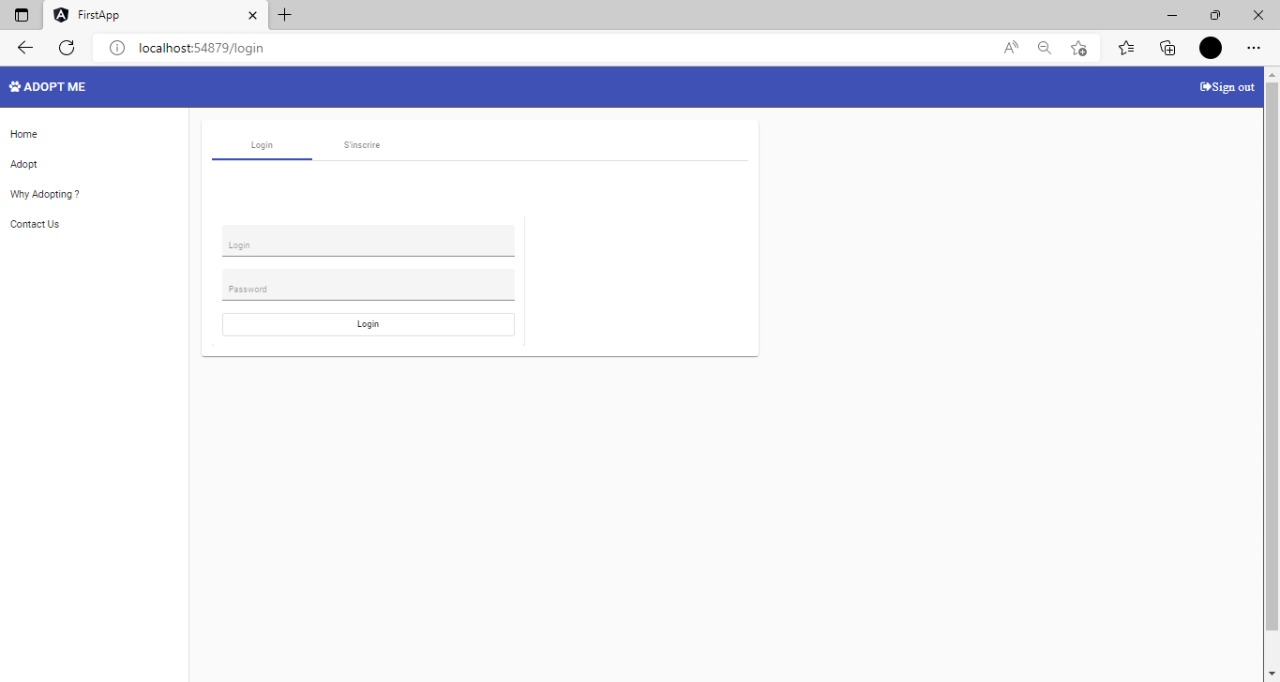 FirstApp
localhost:54879/login
ADOPT ME
Sign out
Home
Adopt
Why Adopting ?
Contact Us
Login
S'inscrire
Login
Password
Login